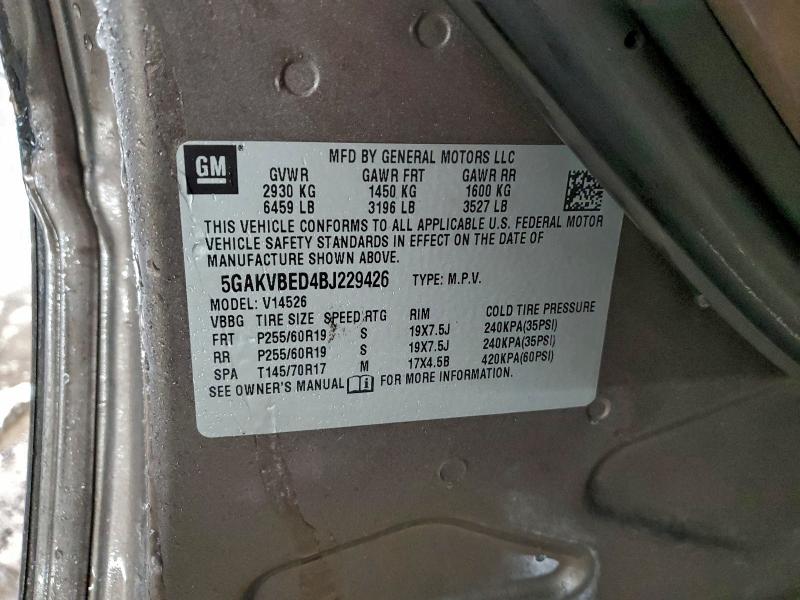 GM
MFD BY GENERAL MOTORS LLC
GVWR GAWR FRT GAWR RR
2930 KG 1450 KG 1600 KG
6459 LB 3196 LB 3527 LB
THIS VEHICLE CONFORMS TO ALL APPLICABLE U.S. FEDERAL MOTOR
VEHICLE SAFETY STANDARDS IN EFFECT ON THE DATE OF
MANUFACTURE SHOWN ABOVE.
5GAKVBED4BJ229426 TYPE: M.P.V.
MODEL: V14526
VBBG TIRE SIZE SPEED RTG RIM COLD TIRE PRESSURE
FRT P255/60R19 S 19X7.5J 240KPA(35PSI)
RR P255/60R19 S 19X7.5J 240KPA(35PSI)
SPA T145/70R17 M 17X4.5B 420KPA(60PSI)
SEE OWNER'S MANUAL FOR MORE INFORMATION.